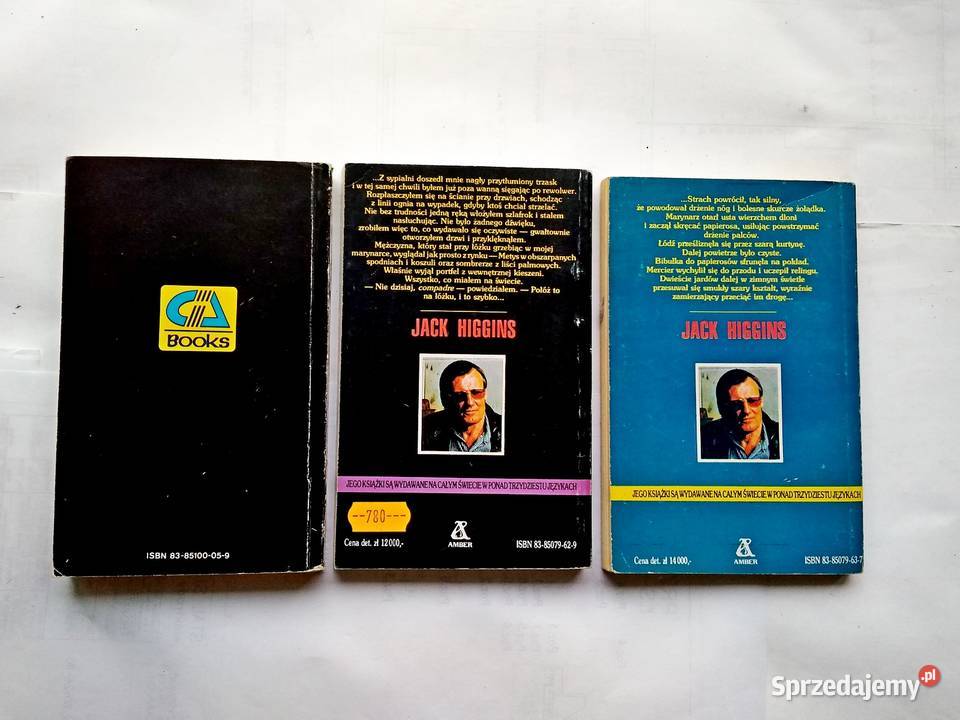 GA
BOOKS
ISBN 83-85100-05-9
...Z sypialni doszedł mnie nagły przytłumiony trzask
i w tej samej chwili byłem już poza wanną sięgając po rewolwer.
Rozpłaszczyłem się na ścianie przy drzwiach, schodząc
z linii ognia na wypadek, gdyby ktoś chciał strzelać.
Nie bez trudności jedną ręką włożyłem szlafrok i stałem
nasłuchując. Nie było żadnego dźwięku,
zrobiłem więc to, co wydawało się oczywiste — gwałtownie
otworzyłem drzwi i przyklęknąłem.
Mężczyzna, który stał przy łóżku grzebiąc w mojej
marynarce, wyglądał jak prosto z rynku — Metys w obszarpanych
spodniach i koszuli oraz sombrerze z liści palmowych.
Właśnie wyjął portfel z wewnętrznej kieszeni.
Wszystko, co miałem na świecie.
— Nie dzisiaj, compadre — powiedziałem. — Połóż to
na łóżku, i to szybko...
JACK HIGGINS
JEGO KSIĄŻKI SĄ WYDAWANE NA CAŁYM ŚWIECIE W PONAD TRZYDZIESTU JĘZYKACH
--780---
Cena det. zł 12 000,-
AMBER
ISBN 83-85079-62-9
...Strach powrócił, tak silny,
że powodował drżenie nóg i bolesne skurcze żołądka.
Marynarz otarł usta wierzchem dłoni
i zaczął skręcać papierosa, usiłując powstrzymać
drżenie palców.
Łódź prześliznęła się przez szarą kurtynę.
Dalej powietrze było czyste.
Bibułka do papierosów sfrunęła na pokład.
Mercier wychylił się do przodu i uczepił relingu.
Dwieście jardów dalej w zimnym świetle
przesuwał się smukły szary kształt, wyraźnie
zamierzający przeciąć im drogę...
JACK HIGGINS
JEGO KSIĄŻKI SĄ WYDAWANE NA CAŁYM ŚWIECIE W PONAD TRZYDZIESTU JĘZYKACH
Cena det. zł 14 000,-
AMBER
ISBN 83-85079-63-7
Sprzedajemy.pl